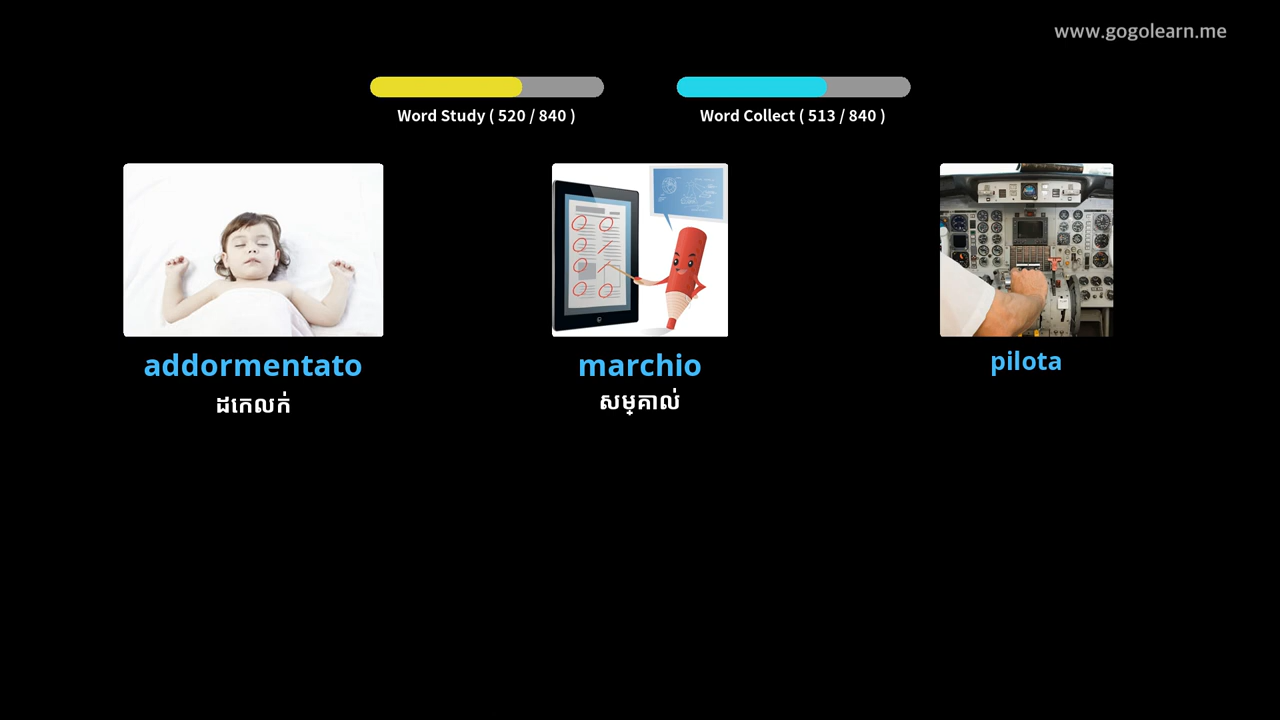 www.gogolearn.me
Word Study ( 520 / 840 )
Word Collect ( 513 / 840 )
addormentato
marchio
pilota
ដកេលក់
សម្គាល់